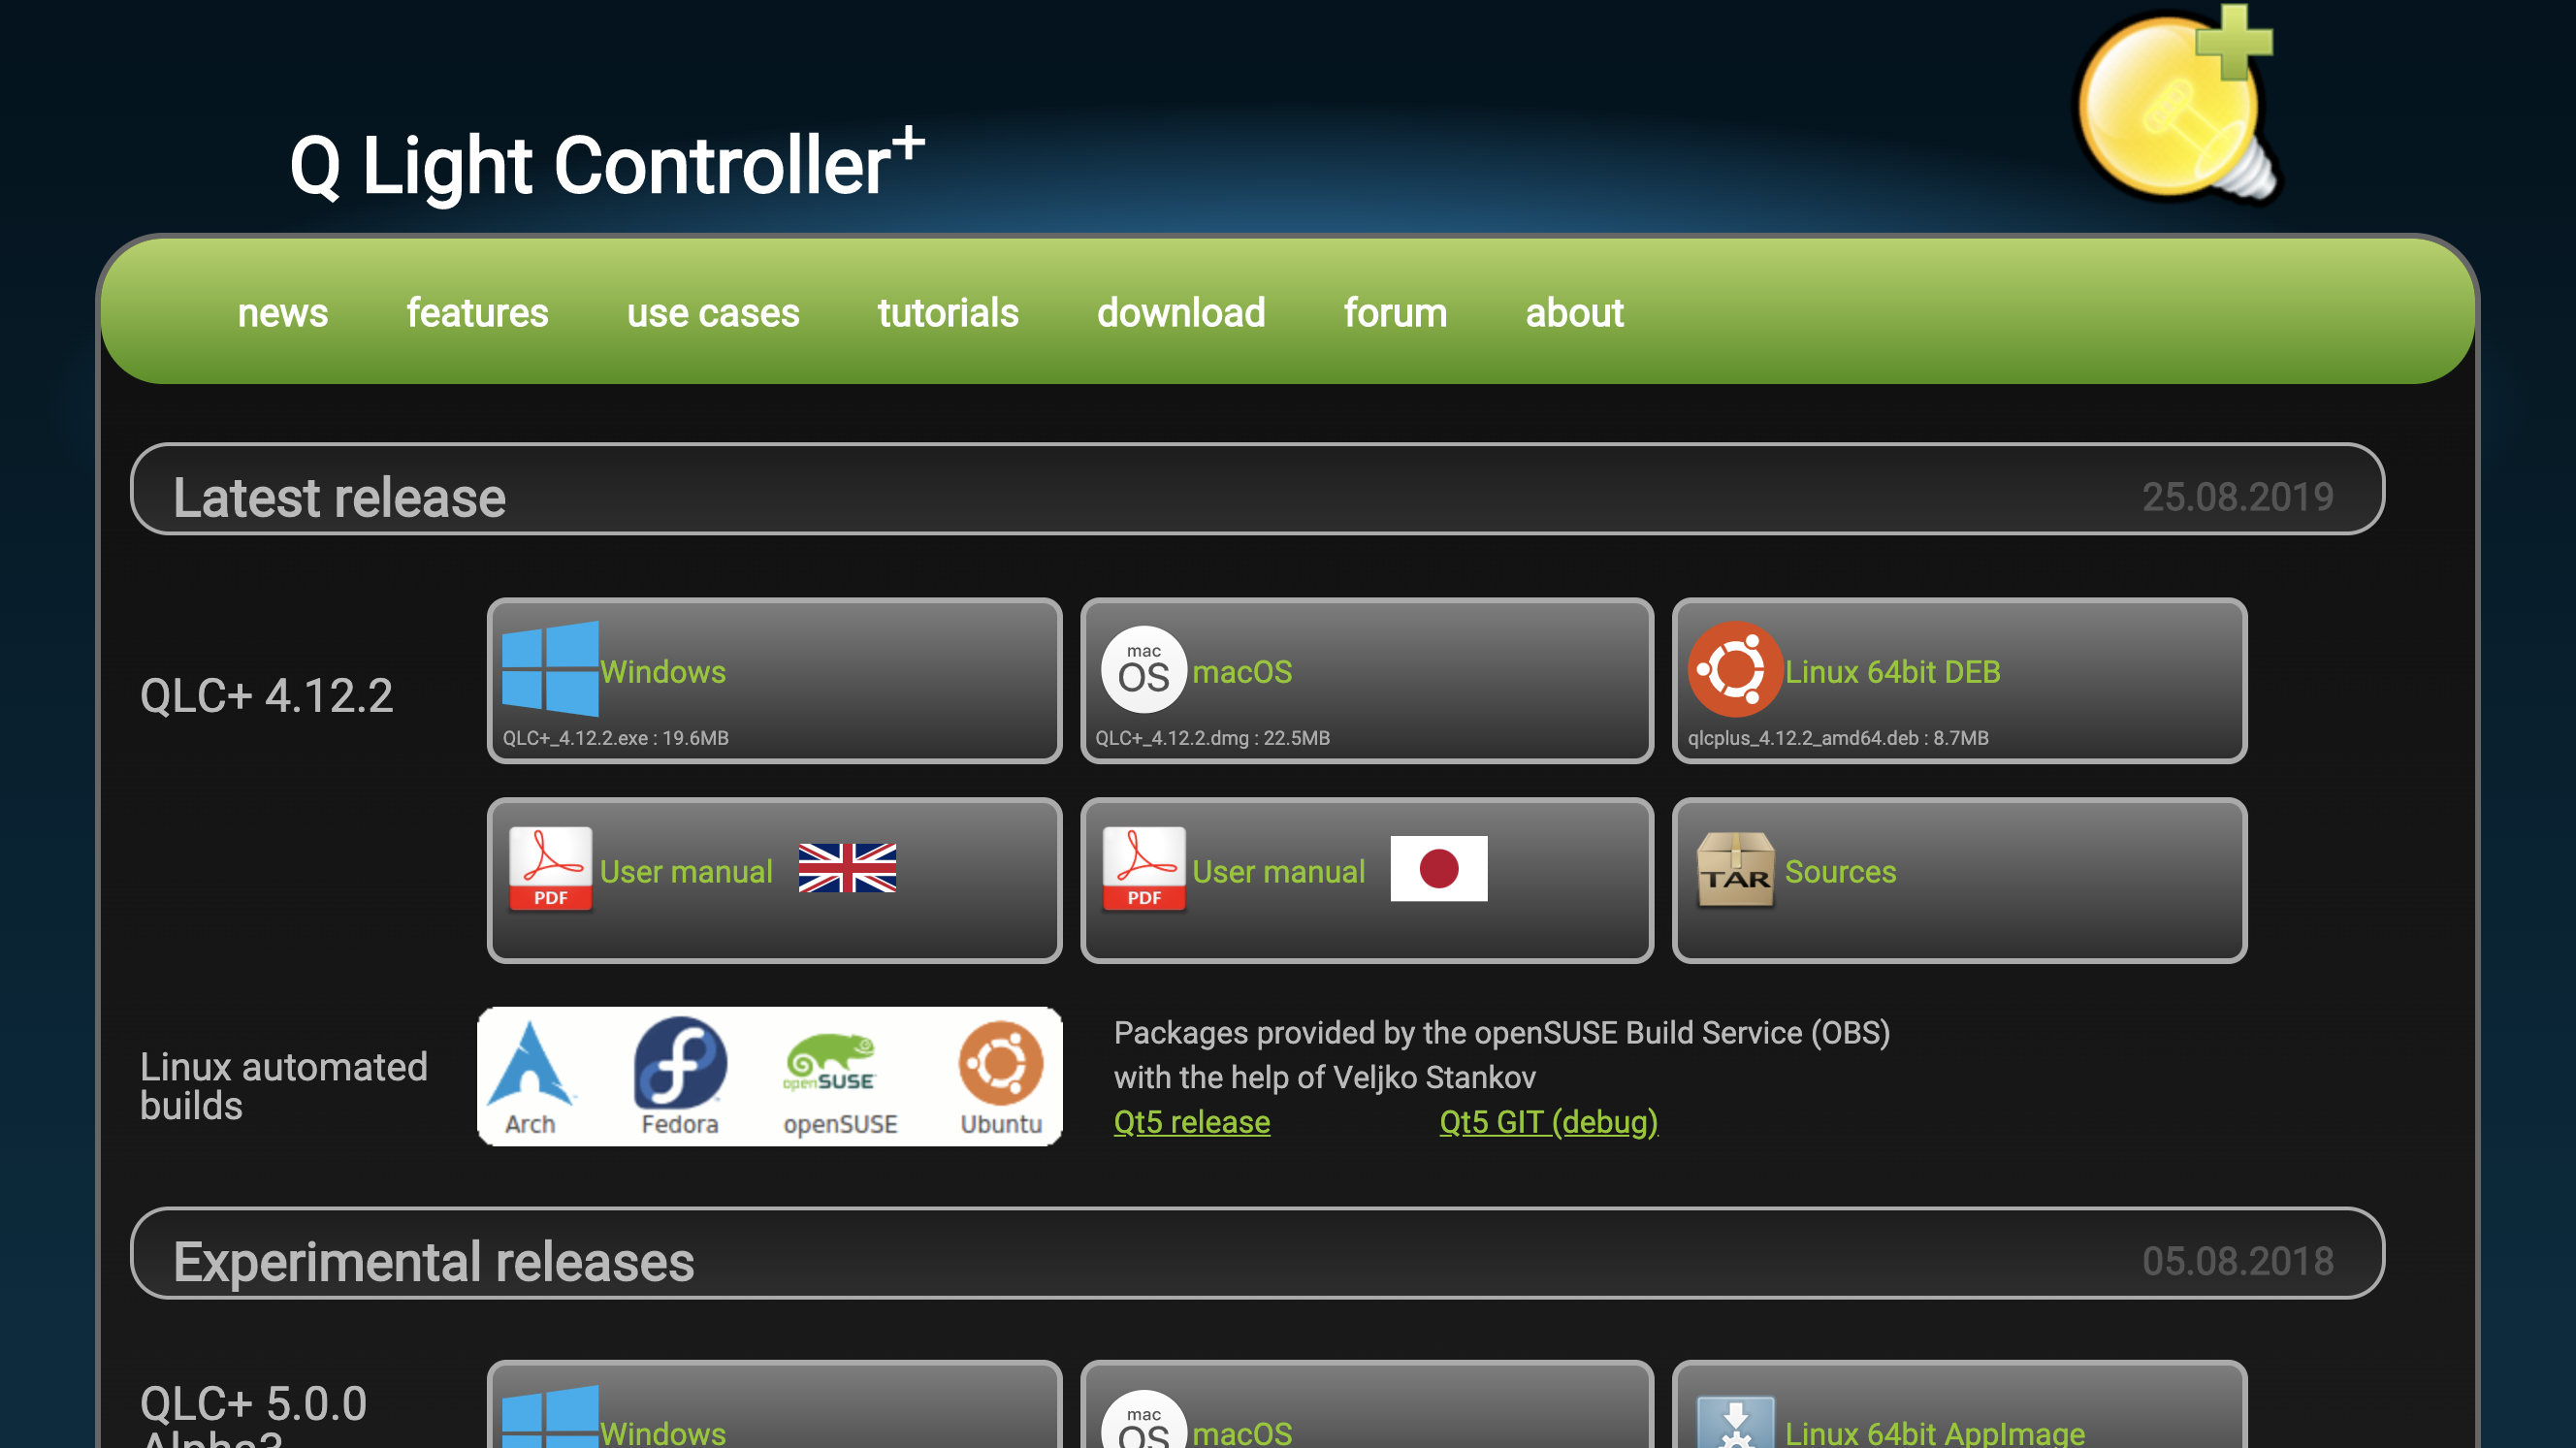 Q Light Controller+
news features use cases tutorials download forum about
Latest release 25.08.2019
QLC+ 4.12.2
Windows
QLC+_4.12.2.exe : 19.6MB
mac
OS
macOS
QLC+_4.12.2.dmg : 22.5MB
Linux 64bit DEB
qlcplus_4.12.2_amd64.deb : 8.7MB
PDF
User manual
PDF
User manual
TAR
Sources
Linux automated
builds
Arch
Fedora
openSUSE
openSUSE
Ubuntu
Packages provided by the openSUSE Build Service (OBS)
with the help of Veljko Stankov
Qt5 release Qt5 GIT (debug)
Experimental releases 05.08.2018
QLC+ 5.0.0
Alpha3
Windows
mac
OS
macOS
Linux 64bit AppImage